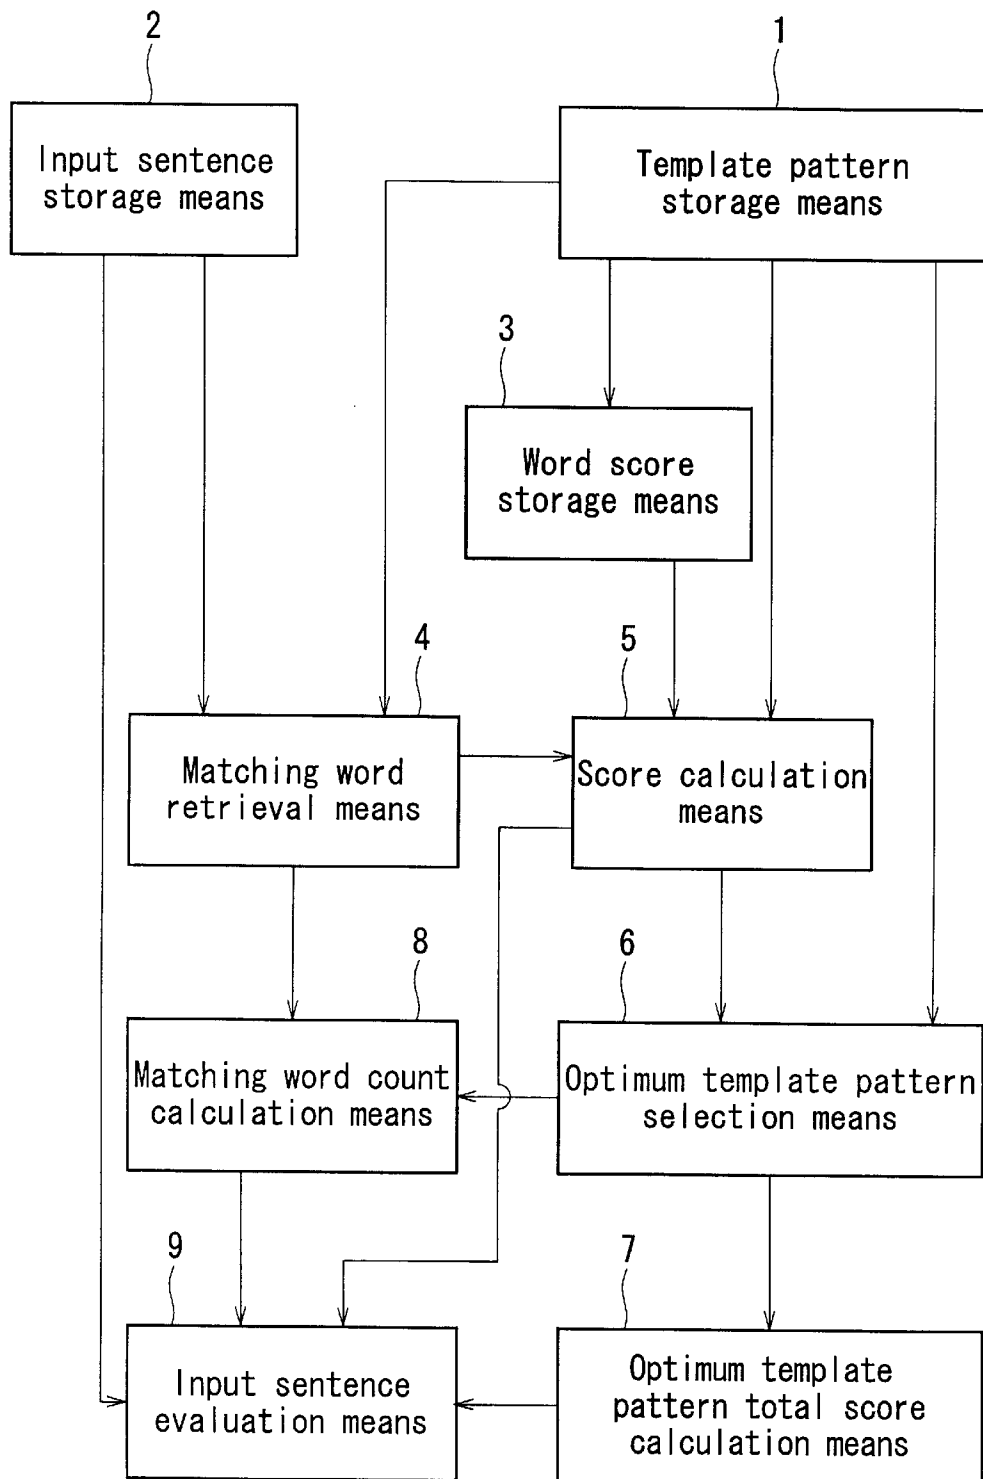 2
1
Input sentence
storage means
Template pattern
storage means
3
Word score
storage means
4
5
Matching word
retrieval means
Score calculation
means
8
6
Matching word count
calculation means
Optimum template pattern
selection means
9
7
Input sentence
evaluation means
Optimum template
pattern total score
calculation means